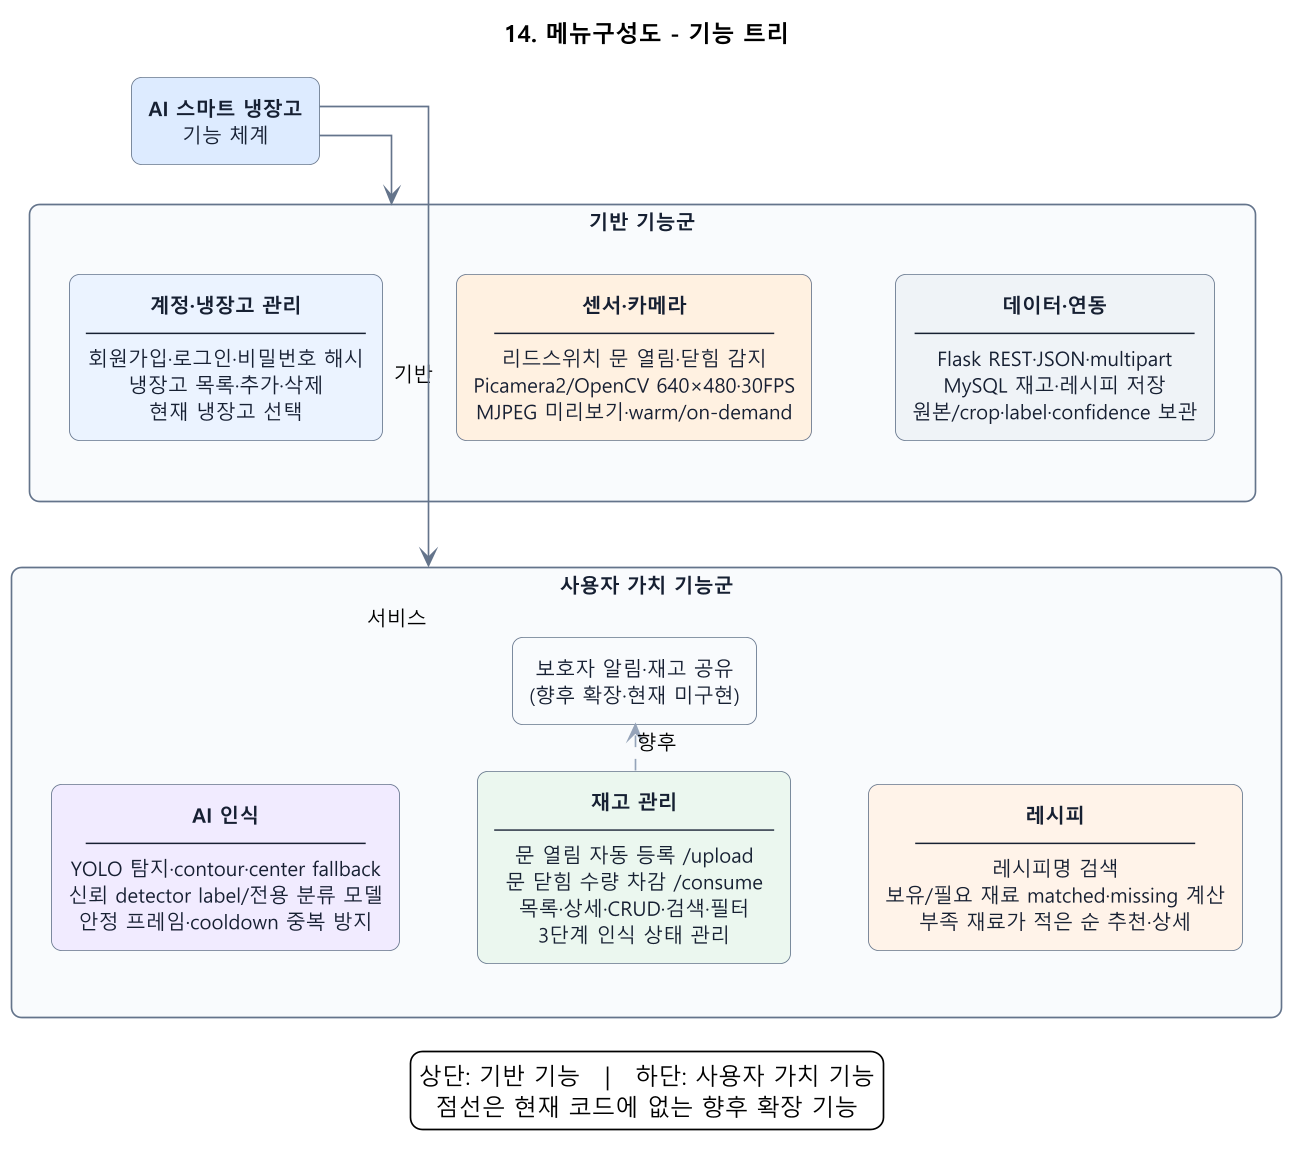 14. 메뉴구성도 - 기능 트리
AI 스마트 냉장고
기능 체계
기반 기능군
계정·냉장고 관리
회원가입·로그인·비밀번호 해시
냉장고 목록·추가·삭제
현재 냉장고 선택
기반
센서·카메라
리드스위치 문 열림·닫힘 감지
Picamera2/OpenCV 640×480·30FPS
MJPEG 미리보기·warm/on-demand
데이터·연동
Flask REST·JSON·multipart
MySQL 재고·레시피 저장
원본/crop·label·confidence 보관
사용자 가치 기능군
서비스
보호자 알림·재고 공유
(향후 확장·현재 미구현)
향후
AI 인식
YOLO 탐지·contour·center fallback
신뢰 detector label/전용 분류 모델
안정 프레임·cooldown 중복 방지
재고 관리
문 열림 자동 등록 /upload
문 닫힘 수량 차감 /consume
목록·상세·CRUD·검색·필터
3단계 인식 상태 관리
레시피
레시피명 검색
보유/필요 재료 matched·missing 계산
부족 재료가 적은 순 추천·상세
상단: 기반 기능 | 하단: 사용자 가치 기능
점선은 현재 코드에 없는 향후 확장 기능